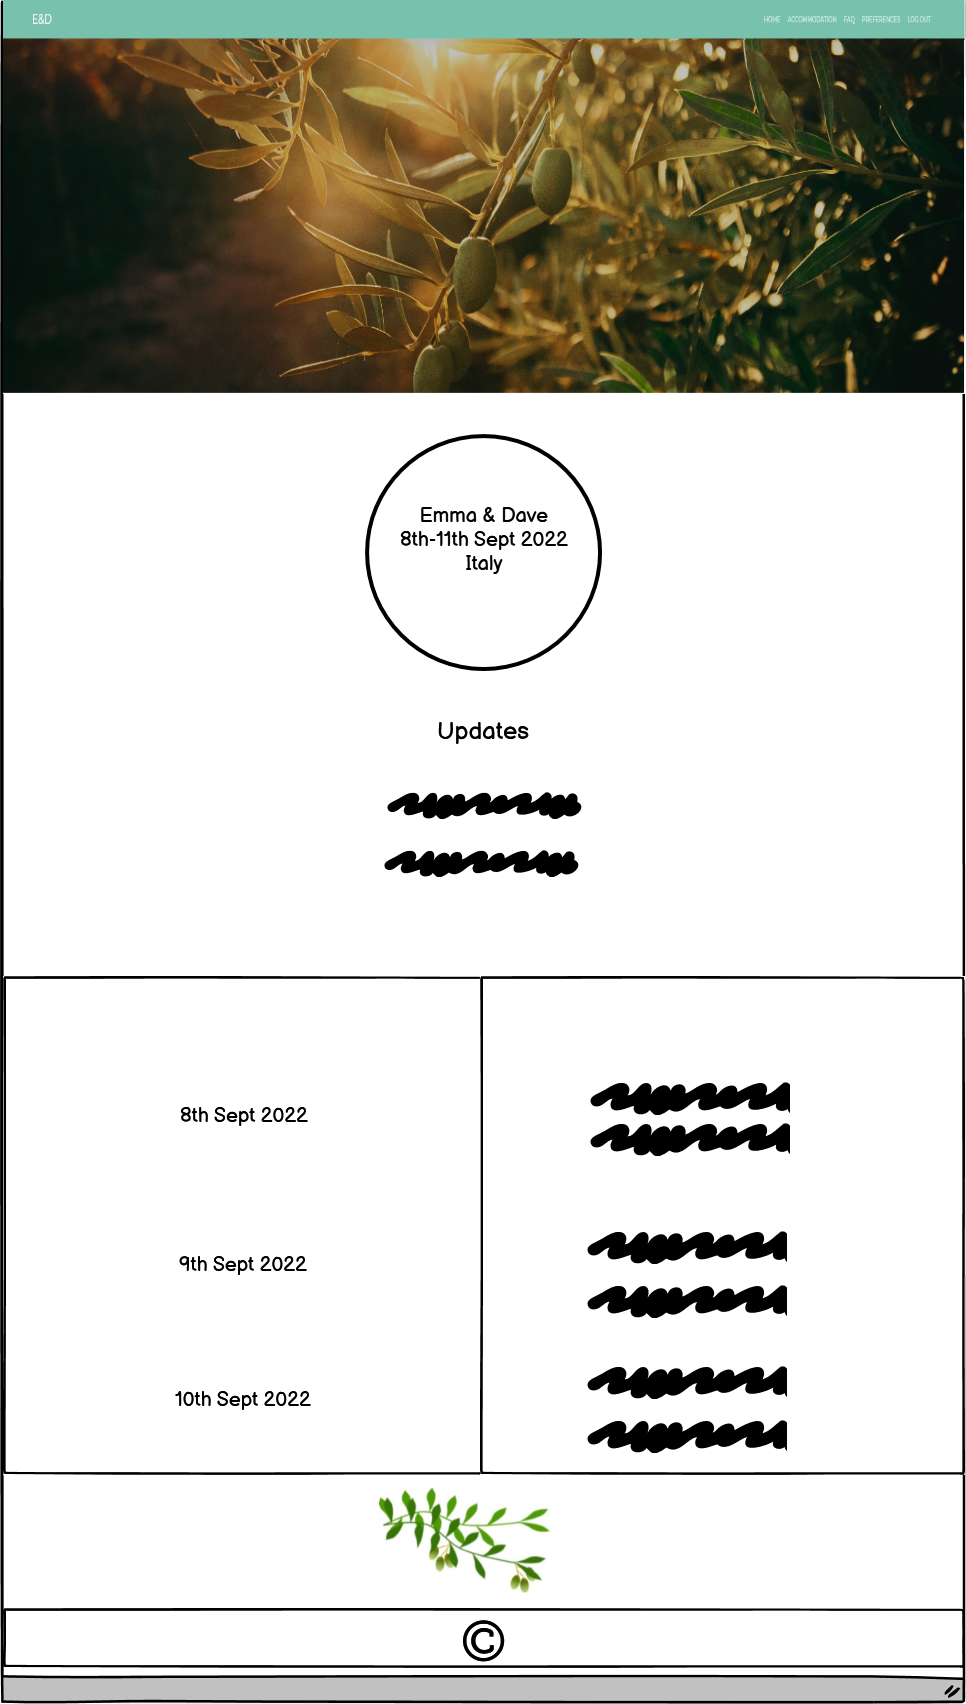 E&D
HOME ACCOMMODATION FAQ PREFERENCES LOG OUT
Emma & Dave
8th-11th Sept 2022
Italy
Updates
8th Sept 2022
9th Sept 2022
10th Sept 2022
©